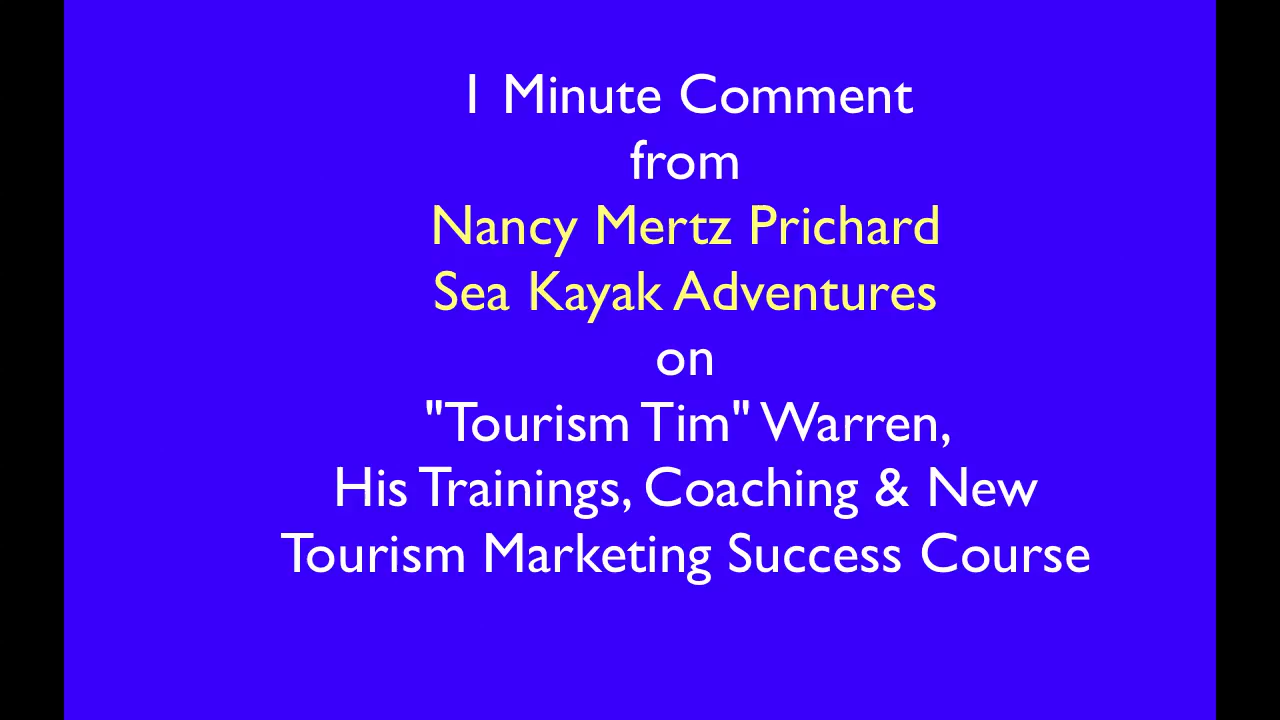 1 Minute Comment
from
Nancy Mertz Prichard
Sea Kayak Adventures
on
"Tourism Tim" Warren,
His Trainings, Coaching & New
Tourism Marketing Success Course